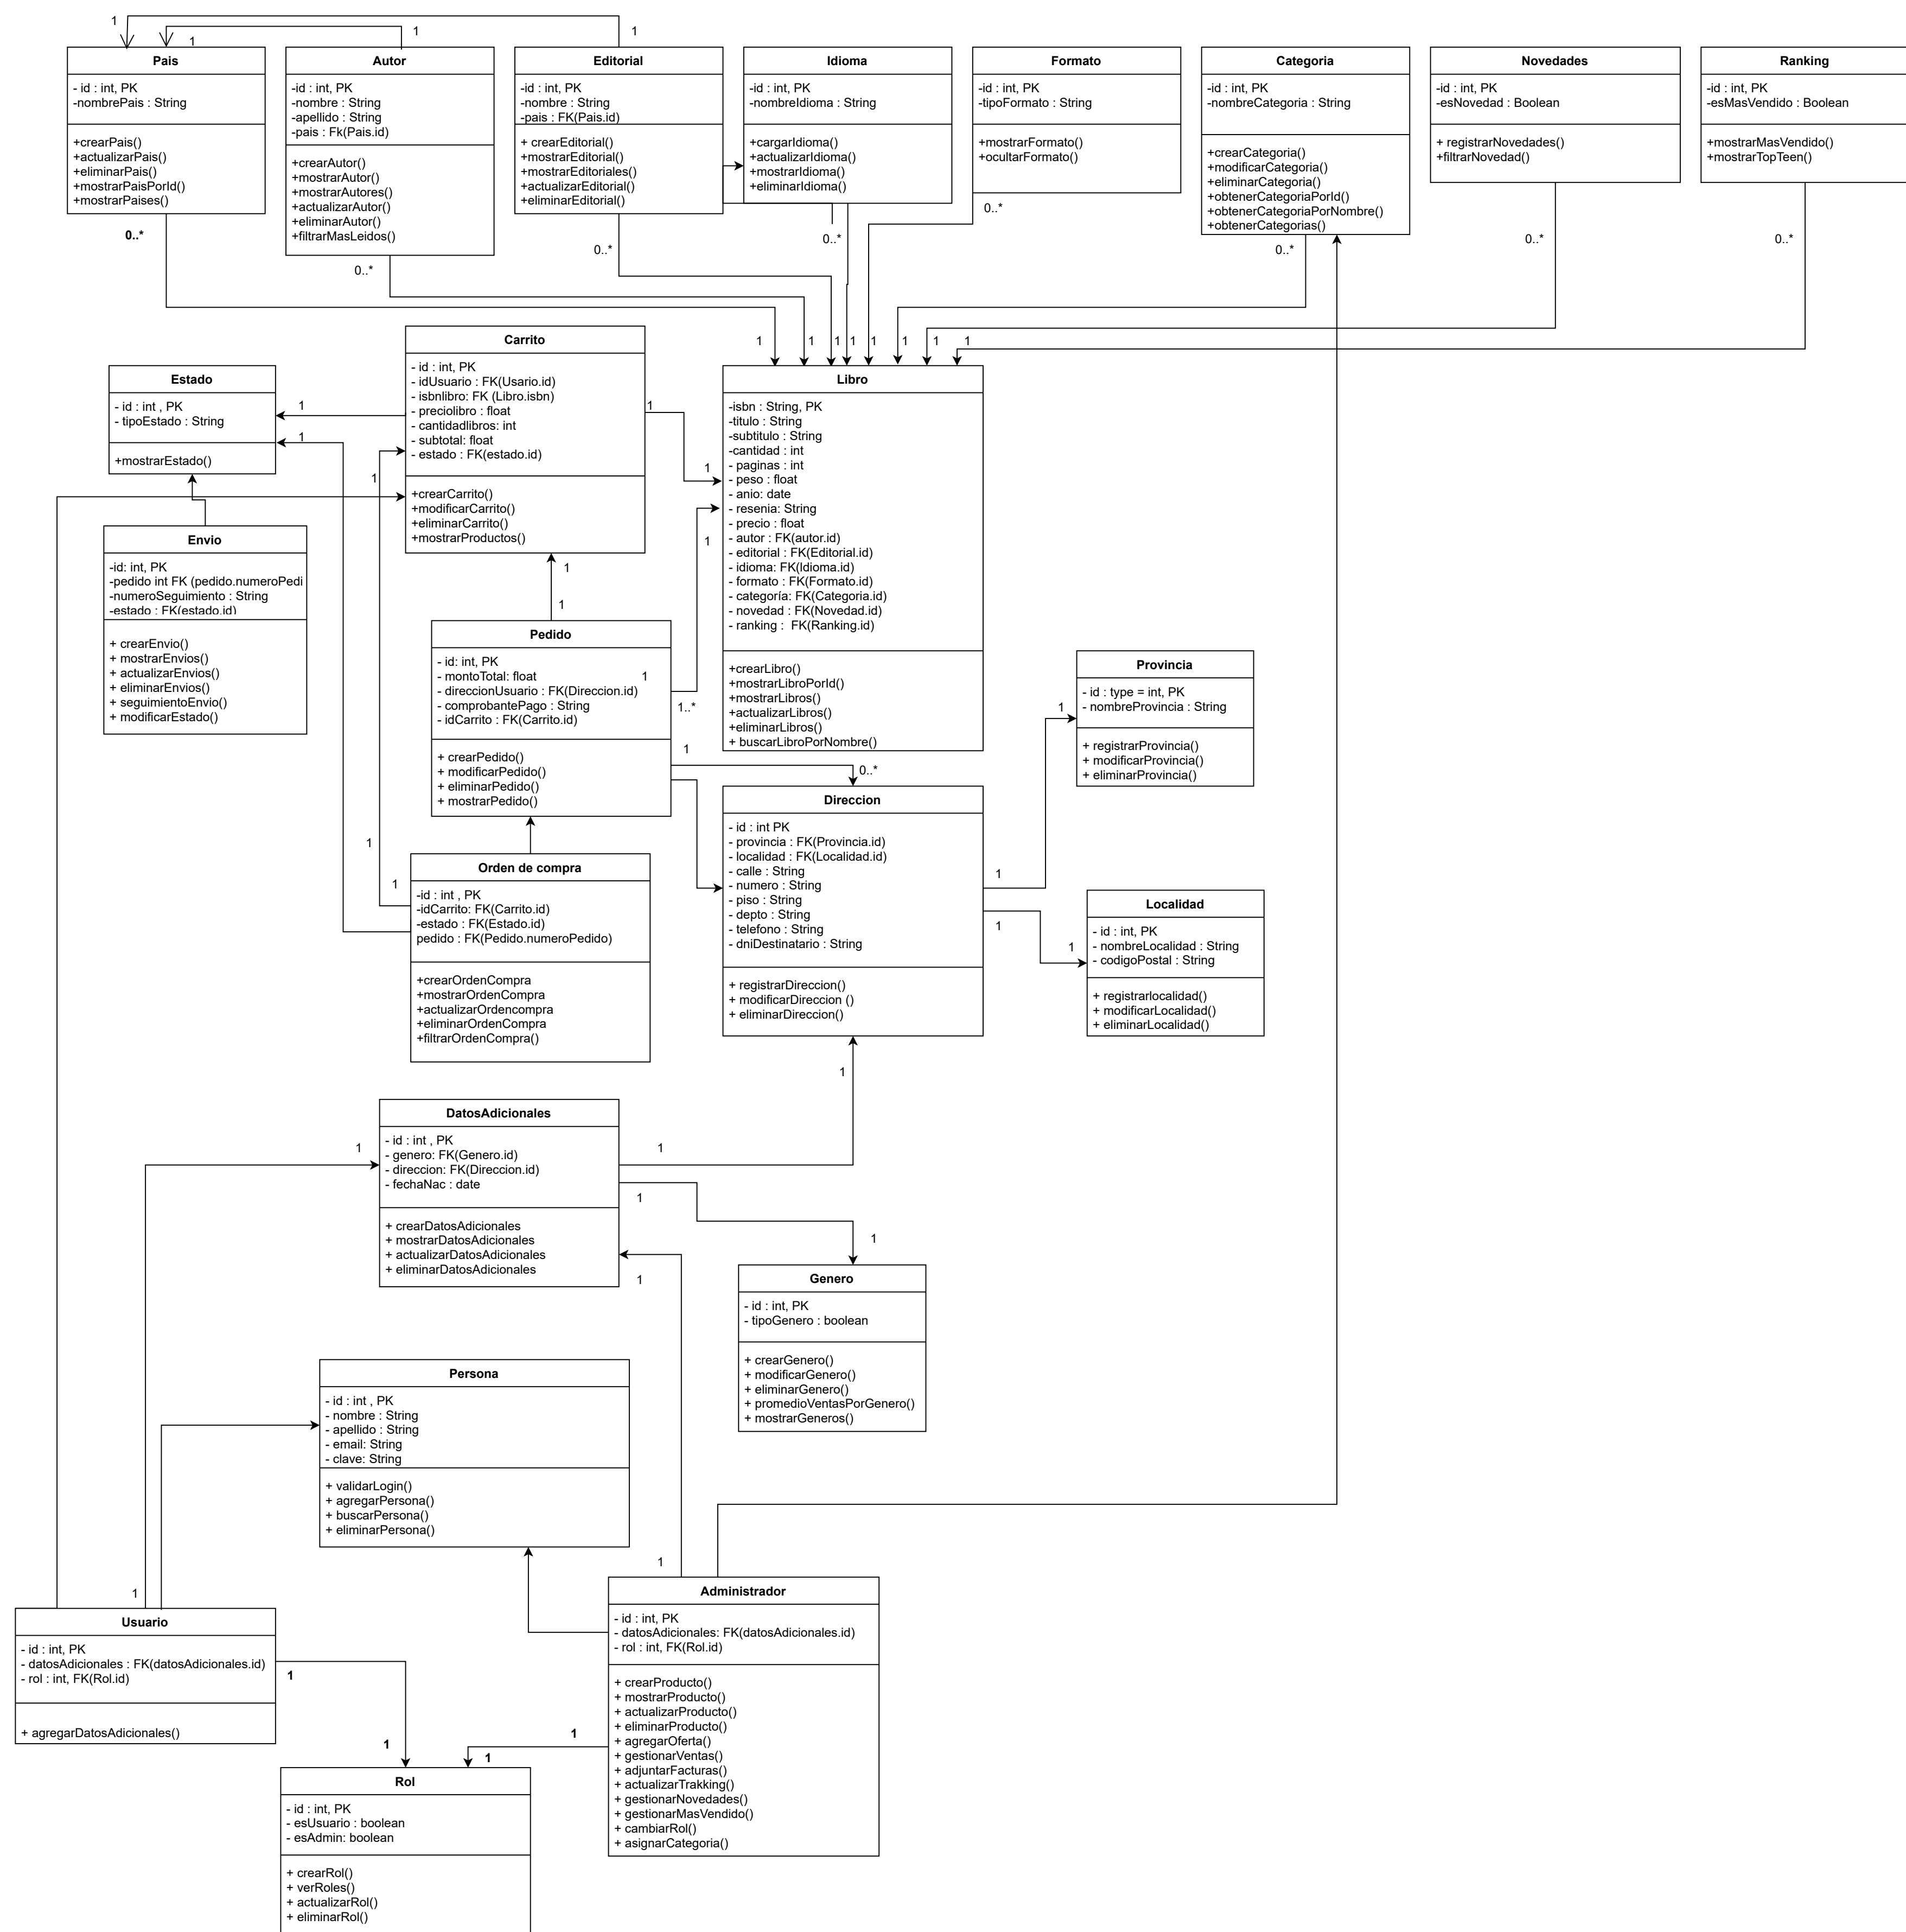 1
1
1
1
Pais
- id : int, PK
-nombrePais : String
+crearPais()
+actualizarPais()
+eliminarPais()
+mostrarPaisPorId()
+mostrarPaises()
0..*
Autor
-id : int, PK
-nombre : String
-apellido : String
-pais : Fk(Pais.id)
+crearAutor()
+mostrarAutor()
+mostrarAutores()
+actualizarAutor()
+eliminarAutor()
+filtrarMasLeidos()
0..*
Editorial
-id : int, PK
-nombre : String
-pais : FK(Pais.id)
+ crearEditorial()
+mostrarEditorial()
+mostrarEditoriales()
+actualizarEditorial()
+eliminarEditorial()
0..*
Idioma
-id : int, PK
-nombreIdioma : String
+cargarIdioma()
+actualizarIdioma()
+mostrarIdioma()
+eliminarIdioma()
0..*
Formato
-id : int, PK
-tipoFormato : String
+mostrarFormato()
+ocultarFormato()
0..*
Categoria
-id : int, PK
-nombreCategoria : String
+crearCategoria()
+modificarCategoria()
+eliminarCategoria()
+obtenerCategoriaPorId()
+obtenerCategoriaPorNombre()
+obtenerCategorias()
0..*
Novedades
-id : int, PK
-esNovedad : Boolean
+ registrarNovedades()
+filtrarNovedad()
0..*
Ranking
-id : int, PK
-esMasVendido : Boolean
+mostrarMasVendido()
+mostrarTopTeen()
0..*
1 1 1 1 1 1 1 1
Estado
- id : int , PK
- tipoEstado : String
+mostrarEstado()
1
1
Carrito
- id : int, PK
- idUsuario : FK(Usario.id)
- isbnlibro: FK (Libro.isbn)
- preciolibro : float
- cantidadlibros: int
- subtotal: float
- estado : FK(estado.id)
+crearCarrito()
+modificarCarrito()
+eliminarCarrito()
+mostrarProductos()
1
1
1
1
1
1
Libro
-isbn : String, PK
-titulo : String
-subtitulo : String
-cantidad : int
- paginas : int
- peso : float
- anio: date
- resenia: String
- precio : float
- autor : FK(autor.id)
- editorial : FK(Editorial.id)
- idioma: FK(Idioma.id)
- formato : FK(Formato.id)
- categoría: FK(Categoria.id)
- novedad : FK(Novedad.id)
- ranking :  FK(Ranking.id)
+crearLibro()
+mostrarLibroPorId()
+mostrarLibros()
+actualizarLibros()
+eliminarLibros()
+ buscarLibroPorNombre()
Envio
-id: int, PK
-pedido int FK (pedido.numeroPedi
-numeroSeguimiento : String
-estado : FK(estado.id)
+ crearEnvio()
+ mostrarEnvios()
+ actualizarEnvios()
+ eliminarEnvios()
+ seguimientoEnvio()
+ modificarEstado()
Pedido
- id: int, PK
- montoTotal: float
- direccionUsuario : FK(Direccion.id)
- comprobantePago : String
- idCarrito : FK(Carrito.id)
+ crearPedido()
+ modificarPedido()
+ eliminarPedido()
+ mostrarPedido()
1
1..*
1
0..*
Provincia
- id : type = int, PK
- nombreProvincia : String
+ registrarProvincia()
+ modificarProvincia()
+ eliminarProvincia()
1
Direccion
- id : int PK
- provincia : FK(Provincia.id)
- localidad : FK(Localidad.id)
- calle : String
- numero : String
- piso : String
- depto : String
- telefono : String
- dniDestinatario : String
+ registrarDireccion()
+ modificarDireccion ()
+ eliminarDireccion()
1
1
1
1
Localidad
- id : int, PK
- nombreLocalidad : String
- codigoPostal : String
+ registrarlocalidad()
+ modificarLocalidad()
+ eliminarLocalidad()
1
1
Orden de compra
-id : int , PK
-idCarrito: FK(Carrito.id)
-estado : FK(Estado.id)
pedido : FK(Pedido.numeroPedido)
+crearOrdenCompra
+mostrarOrdenCompra
+actualizarOrdencompra
+eliminarOrdenCompra
+filtrarOrdenCompra()
DatosAdicionales
- id : int , PK
- genero: FK(Genero.id)
- direccion: FK(Direccion.id)
- fechaNac : date
+ crearDatosAdicionales
+ mostrarDatosAdicionales
+ actualizarDatosAdicionales
+ eliminarDatosAdicionales
1
1
1
1
1
Genero
- id : int, PK
- tipoGenero : boolean
+ crearGenero()
+ modificarGenero()
+ eliminarGenero()
+ promedioVentasPorGenero()
+ mostrarGeneros()
Persona
- id : int , PK
- nombre : String
- apellido : String
- email: String
- clave: String
+ validarLogin()
+ agregarPersona()
+ buscarPersona()
+ eliminarPersona()
1
1
Usuario
- id : int, PK
- datosAdicionales : FK(datosAdicionales.id)
- rol : int, FK(Rol.id)
+ agregarDatosAdicionales()
1
1
Administrador
- id : int, PK
- datosAdicionales: FK(datosAdicionales.id)
- rol : int, FK(Rol.id)
+ crearProducto()
+ mostrarProducto()
+ actualizarProducto()
+ eliminarProducto()
+ agregarOferta()
+ gestionarVentas()
+ adjuntarFacturas()
+ actualizarTrakking()
+ gestionarNovedades()
+ gestionarMasVendido()
+ cambiarRol()
+ asignarCategoria()
1
1
Rol
- id : int, PK
- esUsuario : boolean
- esAdmin: boolean
+ crearRol()
+ verRoles()
+ actualizarRol()
+ eliminarRol()